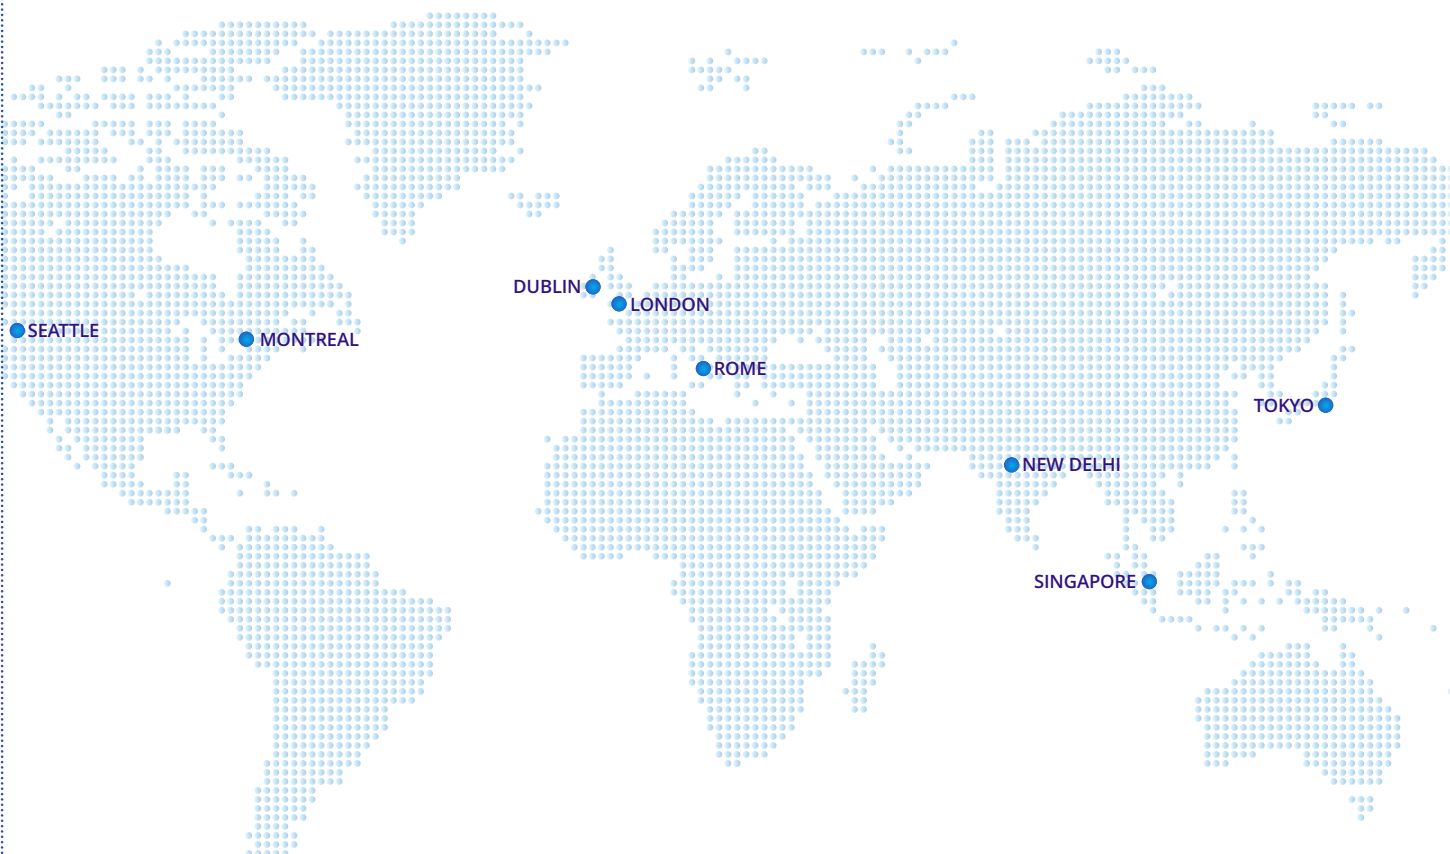 DUBLIN
LONDON
SEATTLE
MONTREAL
ROME
TOKYO
NEW DELHI
SINGAPORE